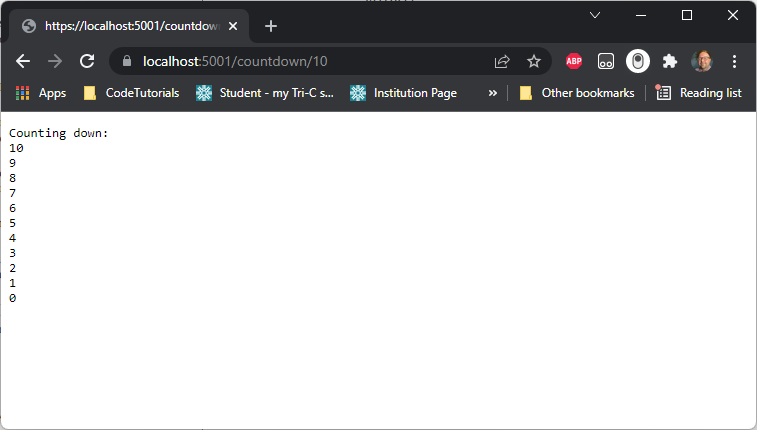 https://localhost:5001/countdown
localhost:5001/countdown/10
ABP
Apps CodeTutorials Student - my Tri-C s... Institution Page » Other bookmarks Reading list
Counting down:
10
9
8
7
6
5
4
3
2
1
0